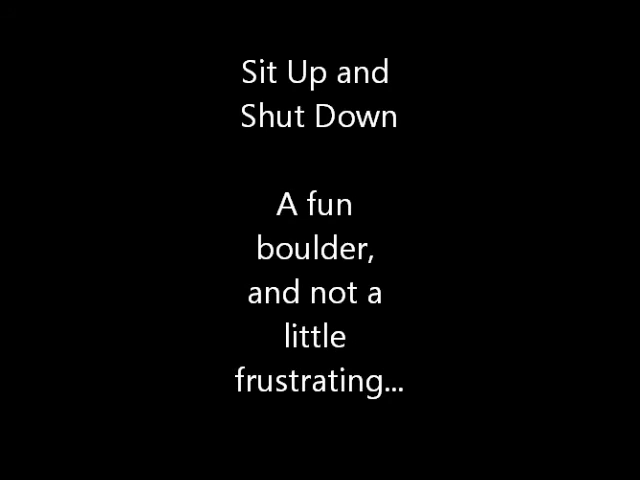 Sit Up and
Shut Down
A fun
boulder,
and not a
little
frustrating...